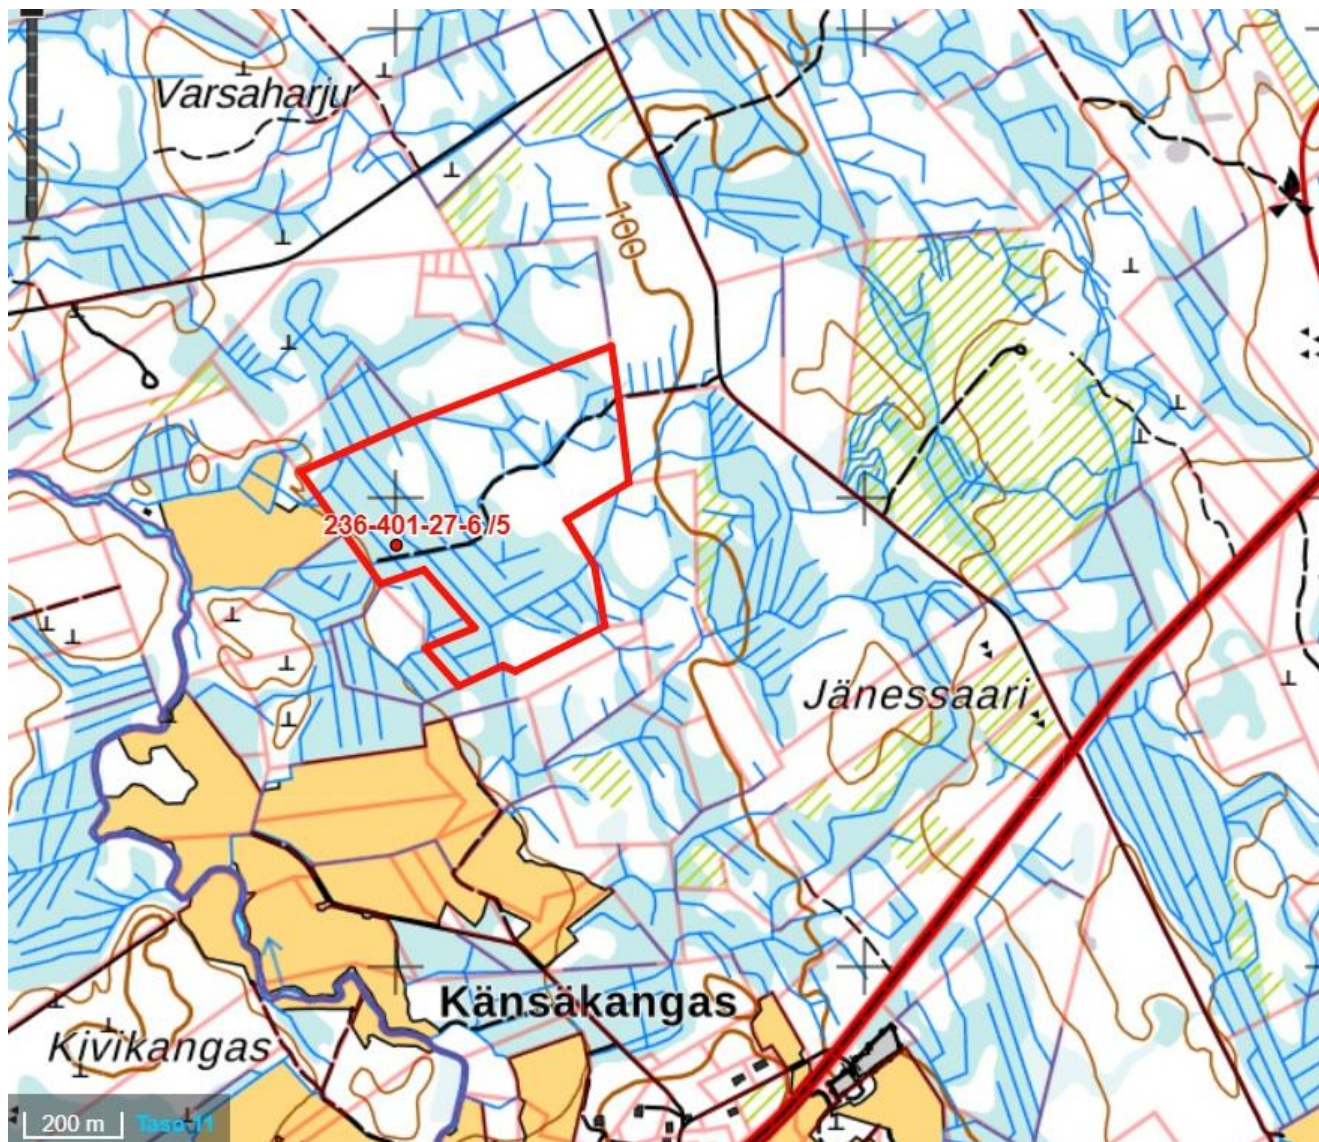 Varsaharju
100
236-401-27-6 /5
Jänessaari
Känsäkangas
Kivikangas
200 m Taso 11